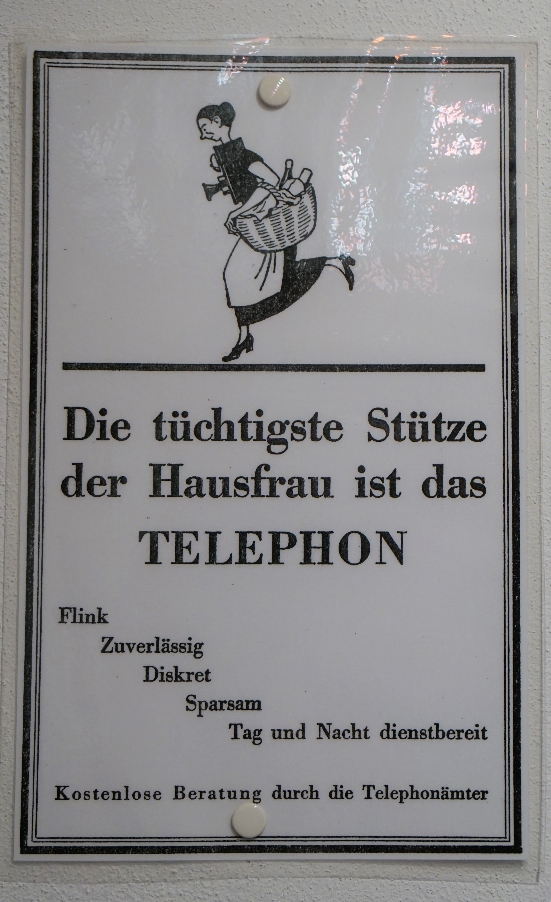 Die tüchtigste Stütze
der Hausfrau ist das
TELEPHON
Flink
Zuverlässig
Diskret
Sparsam
Tag und Nacht dienstbereit
Kostenlose Beratung durch die Telephonämter